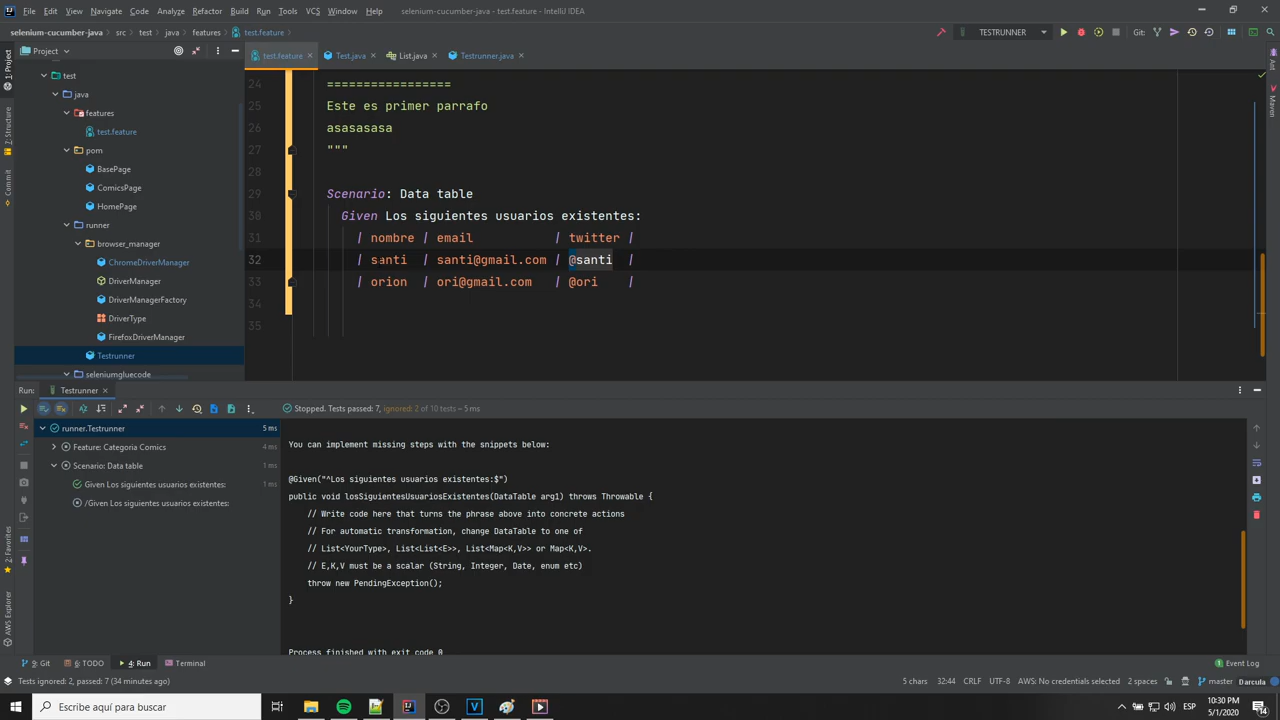 File Edit View Navigate Code Analyze Refactor Build Run Tools VCS Window Help selenium-cucumber-java - test.feature - IntelliJ IDEA
selenium-cucumber-java src test java features test.feature TESTRUNNER Git:
Project test.feature Test.java List.java Testrunner.java
test
java
features
test.feature
pom
BasePage
ComicsPage
HomePage
runner
browser_manager
ChromeDriverManager
DriverManager
DriverManagerFactory
DriverType
FirefoxDriverManager
Testrunner
seleniumgluecode
24 ================
25 Este es primer parrafo
26 asasasasa
27 """
28
29 Scenario: Data table
30 Given Los siguientes usuarios existentes:
31 | nombre | email | twitter |
32 | santi | santi@gmail.com | @santi |
33 | orion | ori@gmail.com | @ori |
34
35
1: Project
7: Structure
Commit
2: Favorites
AWS Explorer
Ant
Maven
Run: Testrunner
Stopped. Tests passed: 7, ignored: 2 of 10 tests – 5 ms
runner.Testrunner 5 ms
Feature: Categoria Comics 4 ms
Scenario: Data table 1 ms
Given Los siguientes usuarios existentes: 1 ms
/Given Los siguientes usuarios existentes:
You can implement missing steps with the snippets below:
@Given("^Los siguientes usuarios existentes:$")
public void losSiguientesUsuariosExistentes(DataTable arg1) throws Throwable {
// Write code here that turns the phrase above into concrete actions
// For automatic transformation, change DataTable to one of
// List<YourType>, List<List<E>>, List<Map<K,V>> or Map<K,V>.
// E,K,V must be a scalar (String, Integer, Date, enum etc)
throw new PendingException();
}
Process finished with exit code 0
9: Git 6: TODO 4: Run Terminal Event Log
Tests ignored: 2, passed: 7 (34 minutes ago) 5 chars 32:44 CRLF UTF-8 AWS: No credentials selected 2 spaces master Darcula
Escribe aquí para buscar ESP 10:30 PM 5/1/2020 14